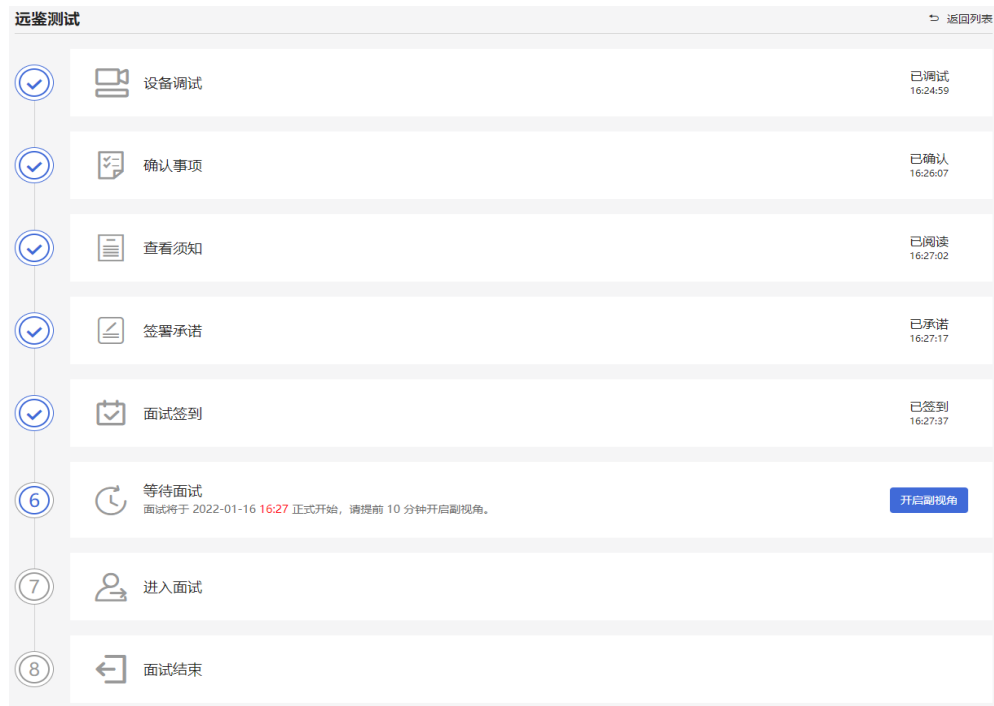 远鉴测试
返回列表
设备调试
已调试
16:24:59
确认事项
已确认
16:26:07
查看须知
已阅读
16:27:02
签署承诺
已承诺
16:27:17
面试签到
已签到
16:27:37
6
等待面试
面试将于 2022-01-16 16:27 正式开始，请提前 10 分钟开启副视角。
开启副视角
7
进入面试
8
面试结束